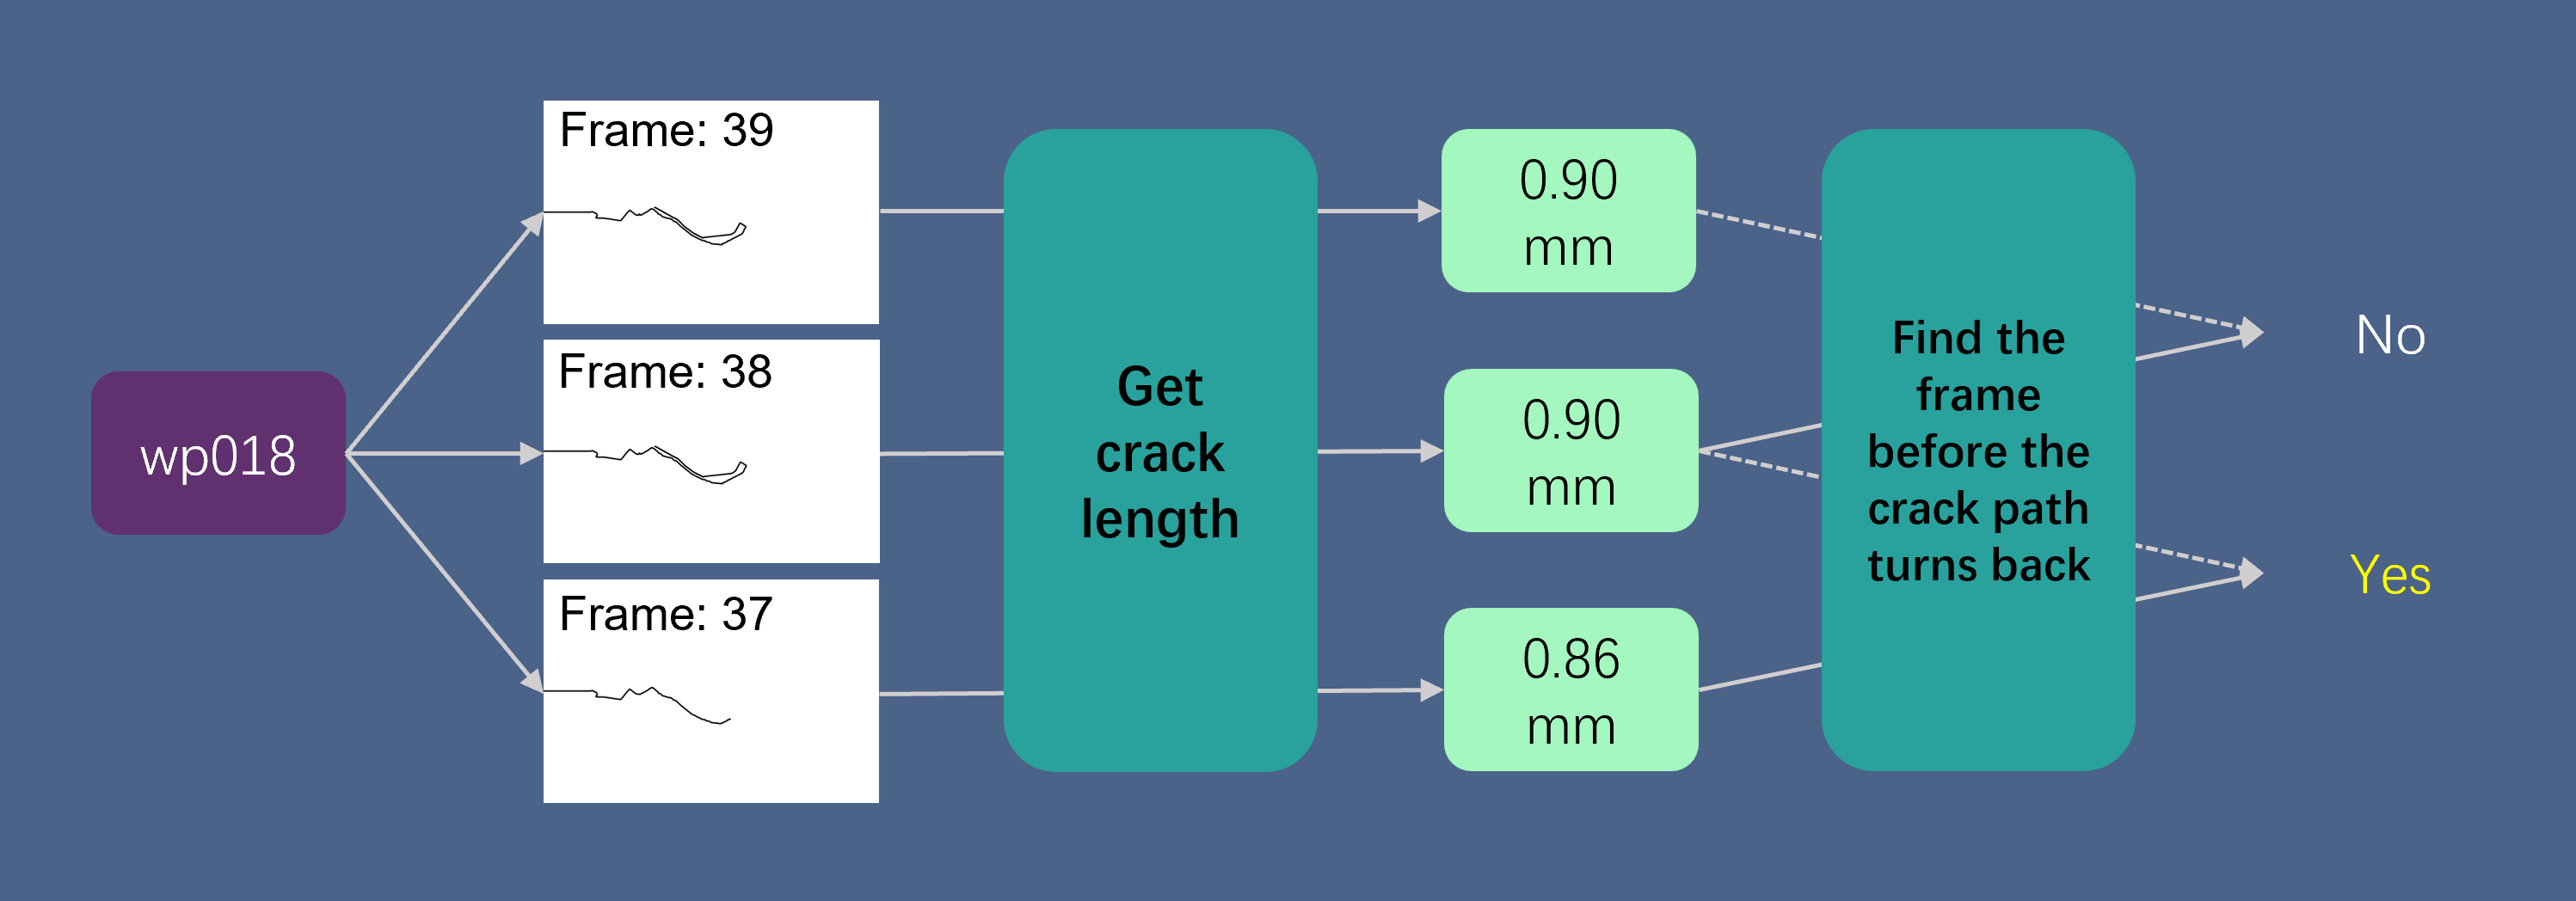 wp018
Frame: 39
Frame: 38
Frame: 37
Get
crack
length
0.90
mm
0.90
mm
0.86
mm
Find the
frame
before the
crack path
turns back
No
Yes